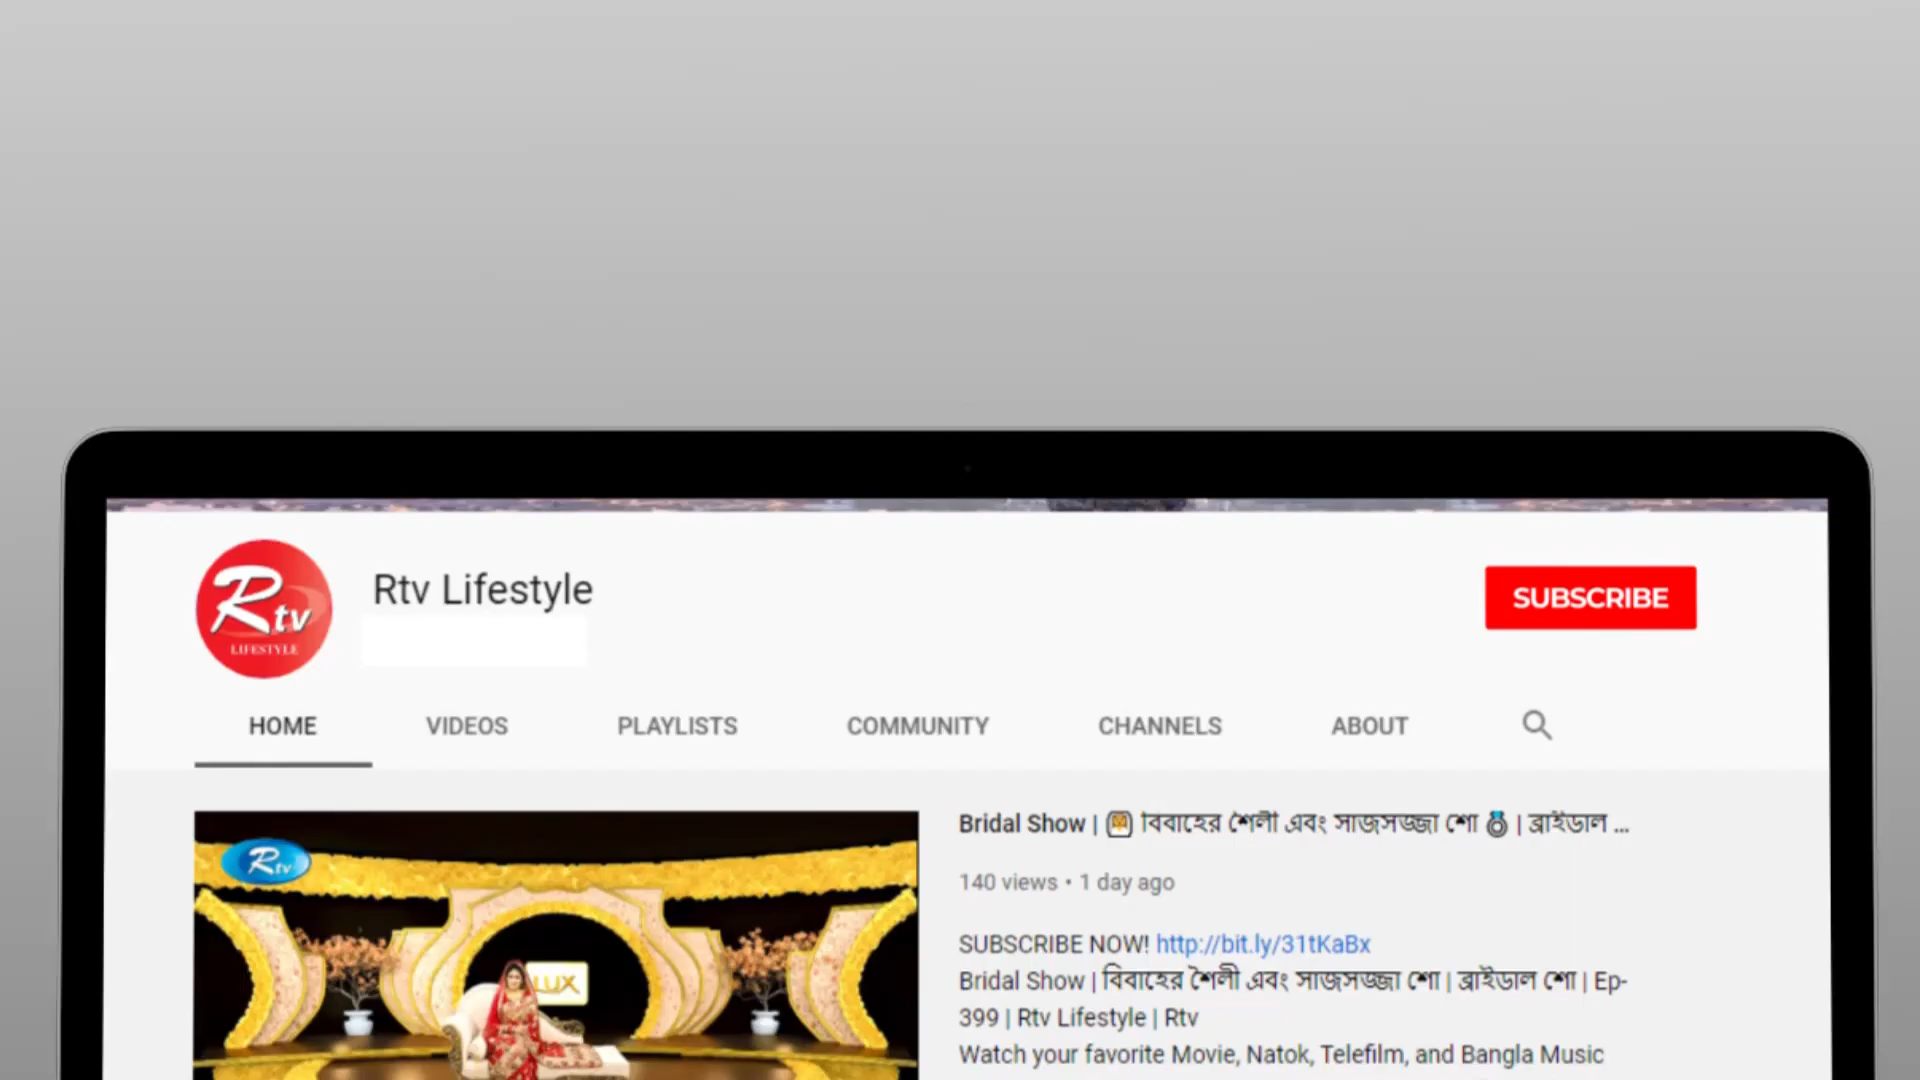 Rtv
LIFESTYLE
Rtv Lifestyle
SUBSCRIBE
HOME VIDEOS PLAYLISTS COMMUNITY CHANNELS ABOUT
Rtv
LUX
Bridal Show | 👰 বিবাহের শৈলী এবং সাজসজ্জা শো 💍 | ব্রাইডাল ...
140 views • 1 day ago
SUBSCRIBE NOW! http://bit.ly/31tKaBx
Bridal Show | বিবাহের শৈলী এবং সাজসজ্জা শো | ব্রাইডাল শো | Ep-
399 | Rtv Lifestyle | Rtv
Watch your favorite Movie, Natok, Telefilm, and Bangla Music